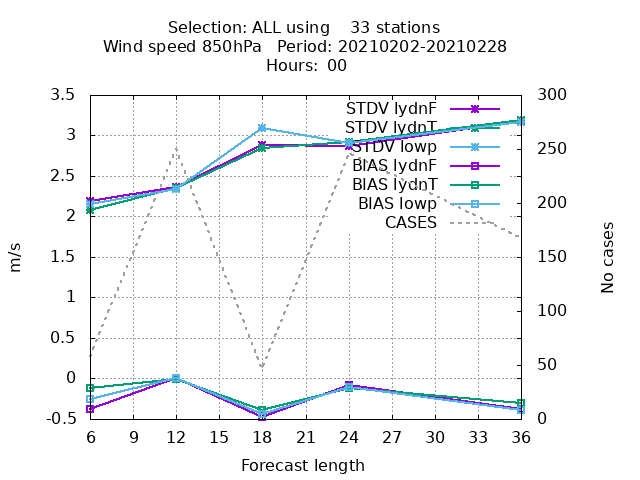 Selection: ALL using 33 stations
Wind speed 850hPa Period: 20210202-20210228
Hours: 00
3.5
3
2.5
2
1.5
1
0.5
0
-0.5
m/s
300
250
200
150
100
50
0
No cases
STDV lydnF
STDV lydnT
STDV lowp
BIAS lydnF
BIAS lydnT
BIAS lowp
CASES
6 9 12 15 18 21 24 27 30 33 36
Forecast length